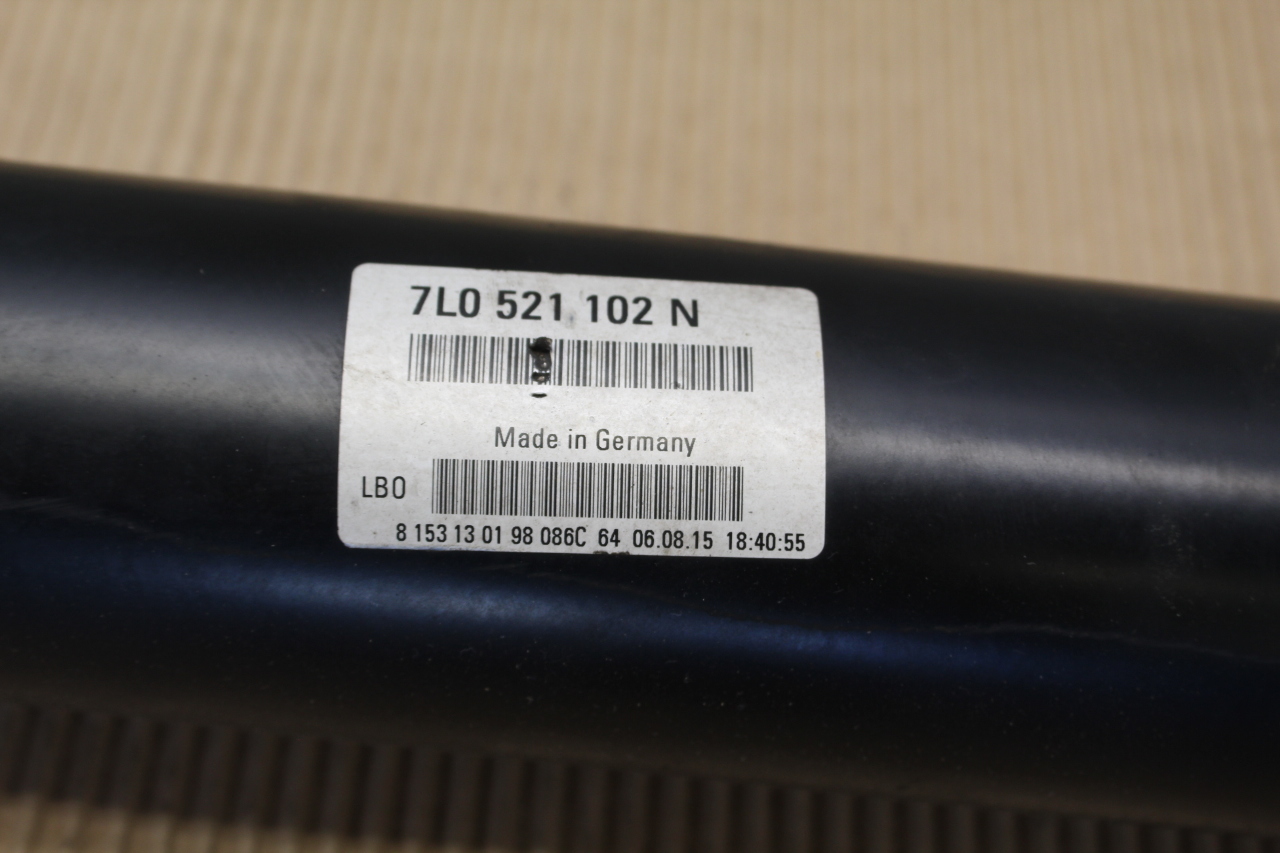 7L0 521 102 N
Made in Germany
LBO
8 153 13 01 98 086C 64 06.08.15 18:40:55